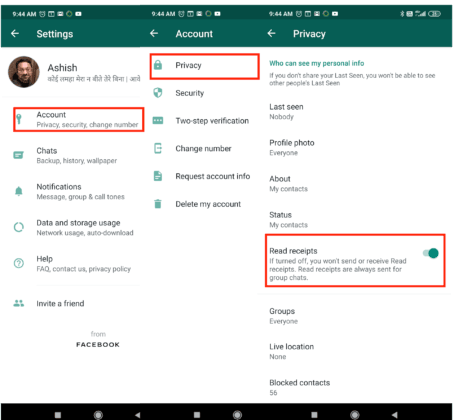 9:44 AM
Settings
Ashish
कोई लमहा मेरा न बीते तेरे बिना। आवे
Account
Privacy, security, change number
Chats
Backup, history, wallpaper
Notifications
Message, group & call tones
Data and storage usage
Network usage, auto-download
Help
FAQ, contact us, privacy policy
Invite a friend
from
FACEBOOK
9:44 AM
Account
Privacy
Security
Two-step verification
Change number
Request account info
Delete my account
9:44 AM
Privacy
Who can see my personal info
If you don't share your Last Seen, you won't be able to see
other people's Last Seen
Last seen
Nobody
Profile photo
Everyone
About
My contacts
Status
My contacts
Read receipts
If turned off, you won't send or receive Read
receipts. Read receipts are always sent for
group chats.
Groups
Everyone
Live location
None
Blocked contacts
56